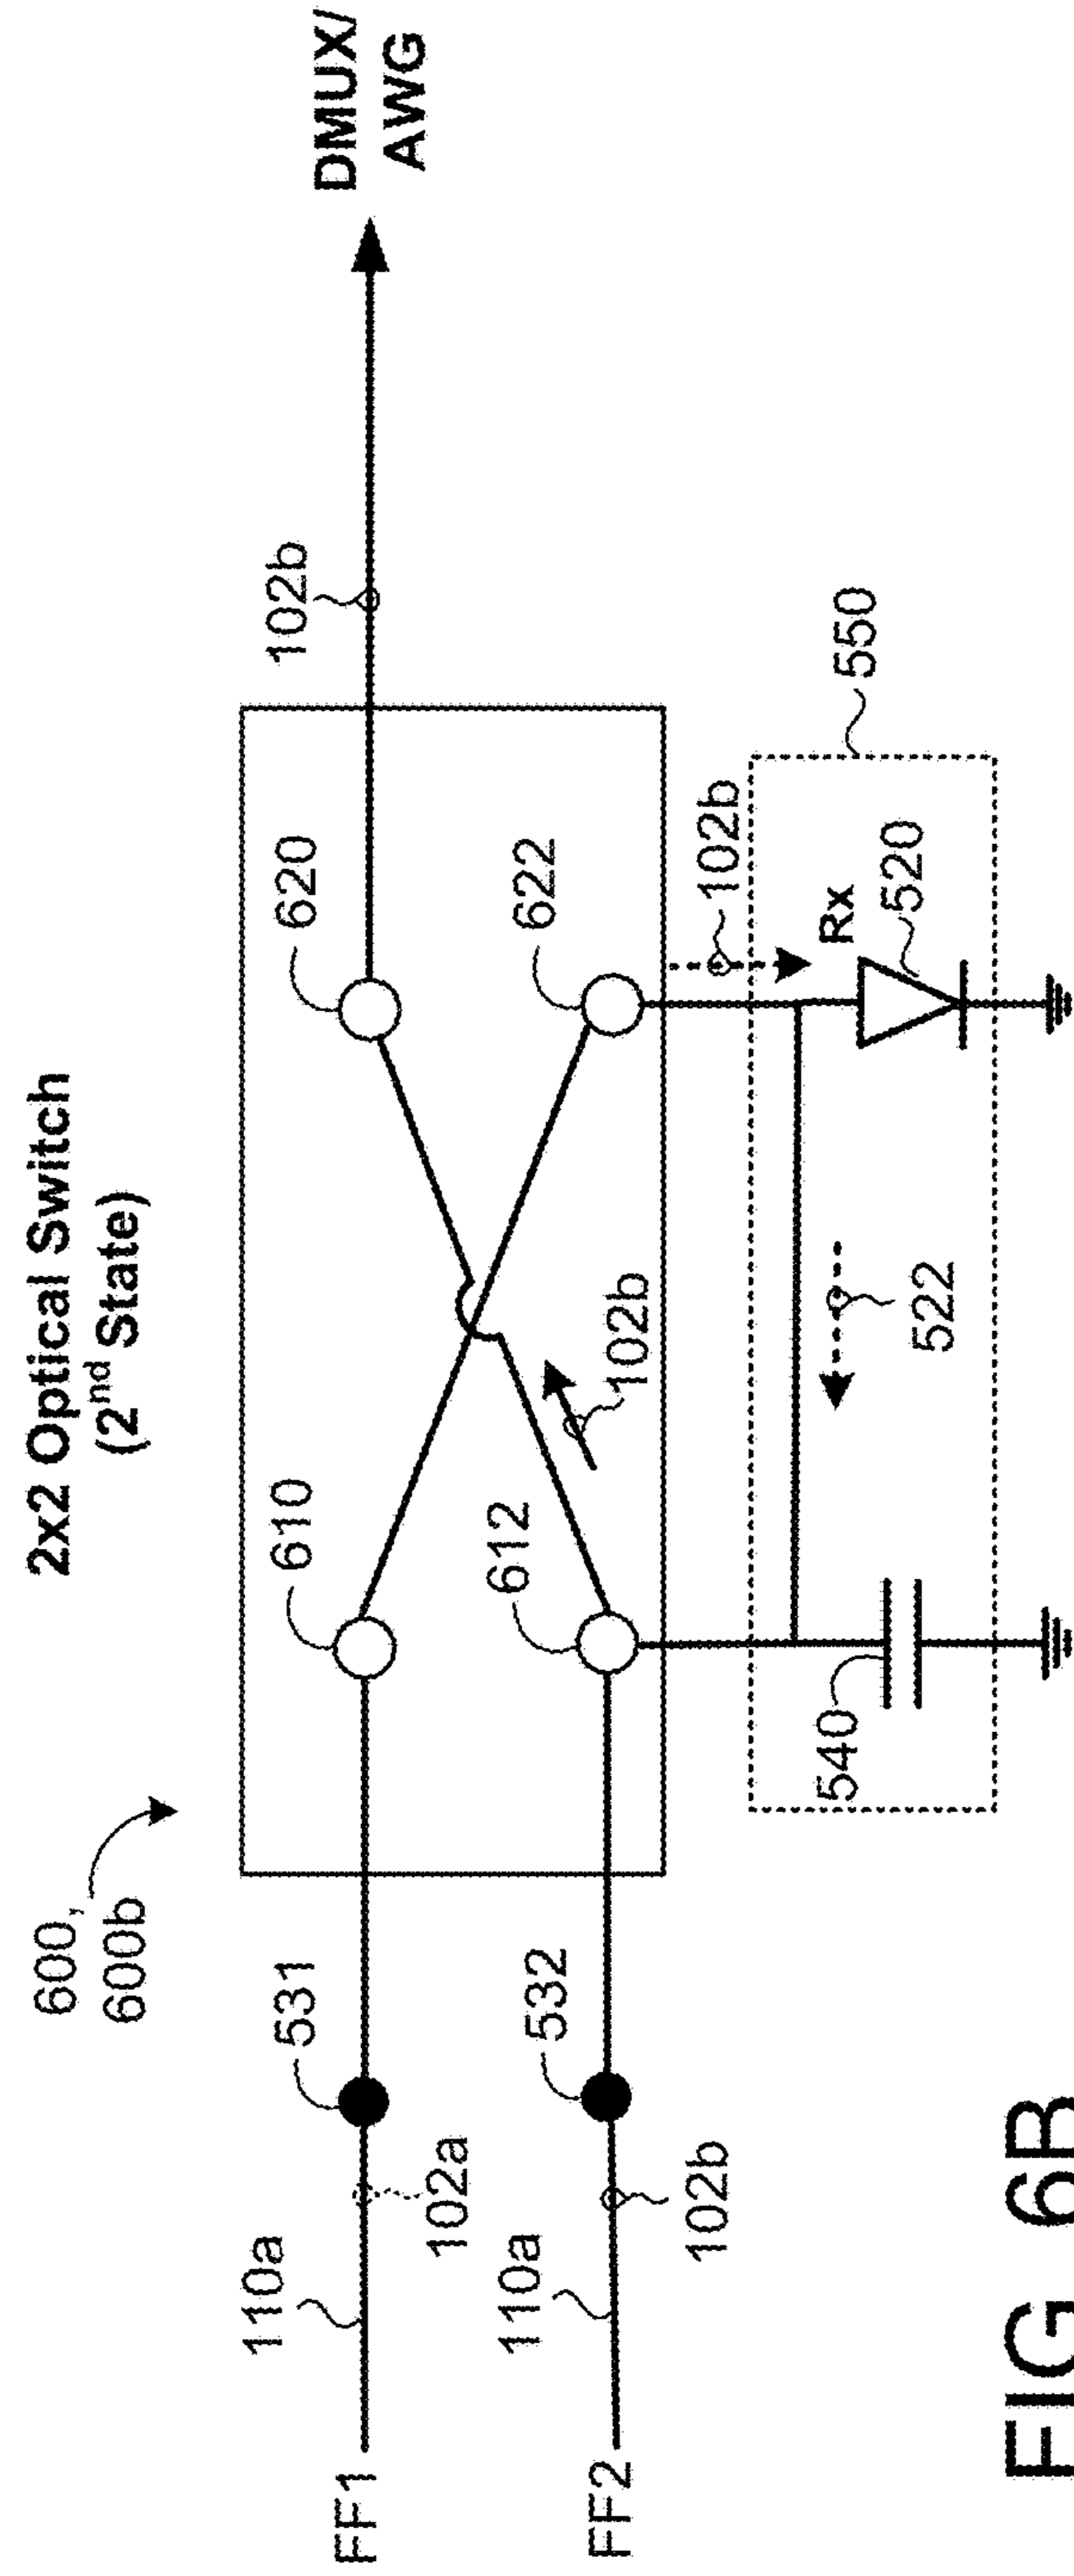 2x2 Optical Switch
(2nd State)
600,
600b
DMUX/
AWG
102b
110a
102a
531
610
620
FF1
110a
102b
532
612
102b
622
FF2
102b
550
Rx
520
540
522
FIG 6B